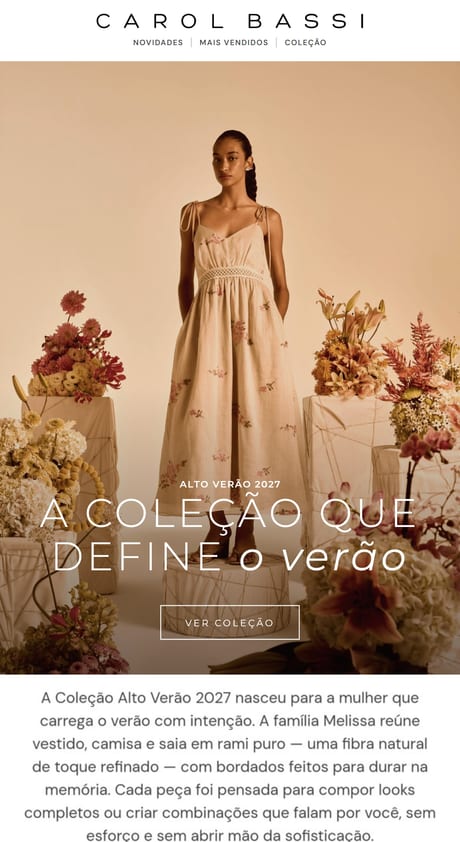 CAROL BASSI
NOVIDADES | MAIS VENDIDOS | COLEÇÃO
ALTO VERÃO 2027
A COLEÇÃO QUE
DEFINE o verão
VER COLEÇÃO
A Coleção Alto Verão 2027 nasceu para a mulher que
carrega o verão com intenção. A família Melissa reúne
vestido, camisa e saia em rami puro — uma fibra natural
de toque refinado — com bordados feitos para durar na
memória. Cada peça foi pensada para compor looks
completos ou criar combinações que falam por você, sem
esforço e sem abrir mão da sofisticação.